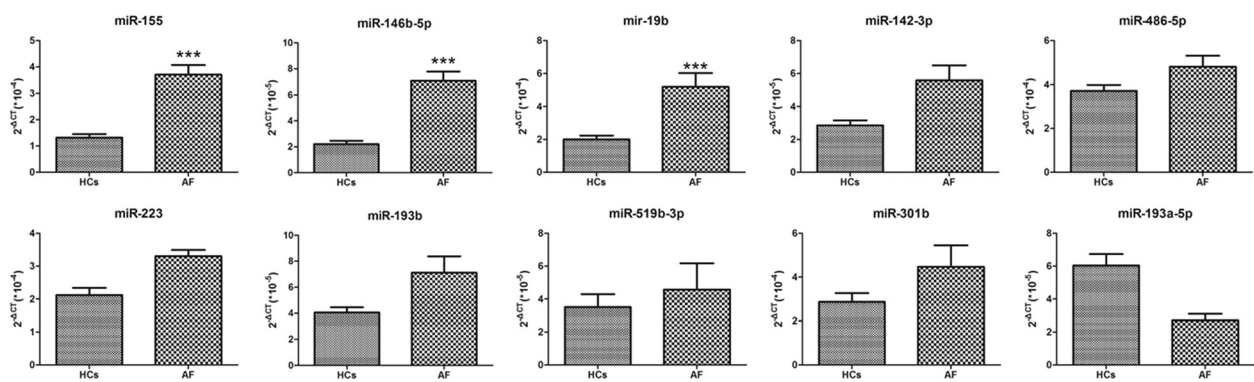 miR-155 miR-146b-5p mir-19b miR-142-3p miR-486-5p
5 10 8 8 6
4 8 6 6
*** *** ***
2^-ΔCT(*10^-4) 2^-ΔCT(*10^-5) 2^-ΔCT(*10^-4) 2^-ΔCT(*10^-5) 2^-ΔCT(*10^-4)
3 6 4 4 4
2 4 2 2 2
1 2
0 0 0 0 0
HCs AF HCs AF HCs AF HCs AF HCs AF
miR-223 miR-193b miR-519b-3p miR-301b miR-193a-5p
4 10 8 6 8
3 8 6 4 6
2^-ΔCT(*10^-4) 2^-ΔCT(*10^-5) 2^-ΔCT(*10^-5) 2^-ΔCT(*10^-4) 2^-ΔCT(*10^-5)
2 6 4 2 4
1 4 2 2
2
0 0 0 0 0
HCs AF HCs AF HCs AF HCs AF HCs AF